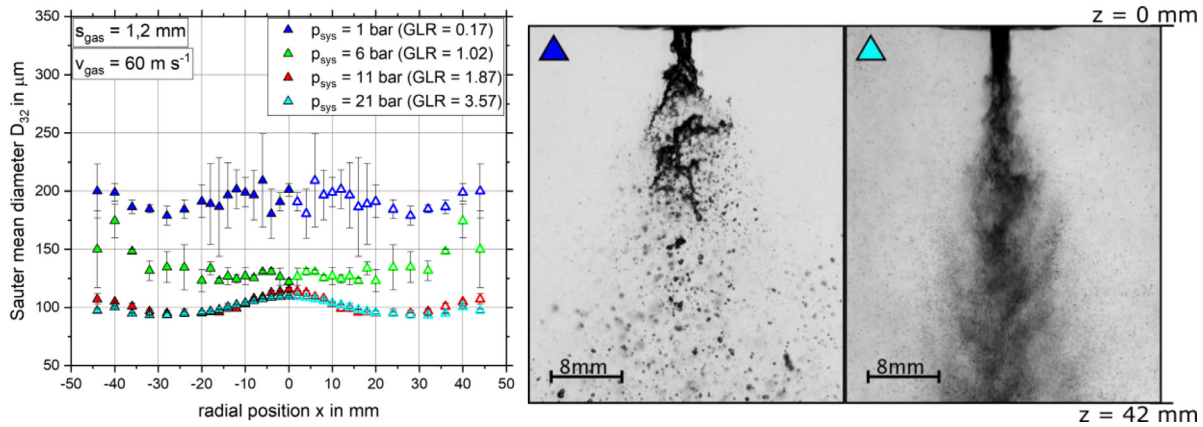 s_gas = 1,2 mm
v_gas = 60 m s⁻¹
p_sys = 1 bar (GLR = 0.17)
p_sys = 6 bar (GLR = 1.02)
p_sys = 11 bar (GLR = 1.87)
p_sys = 21 bar (GLR = 3.57)
Sauter mean diameter D₃₂ in µm
350
300
250
200
150
100
50
-50 -40 -30 -20 -10 0 10 20 30 40 50
radial position x in mm
z = 0 mm
8mm
8mm
z = 42 mm